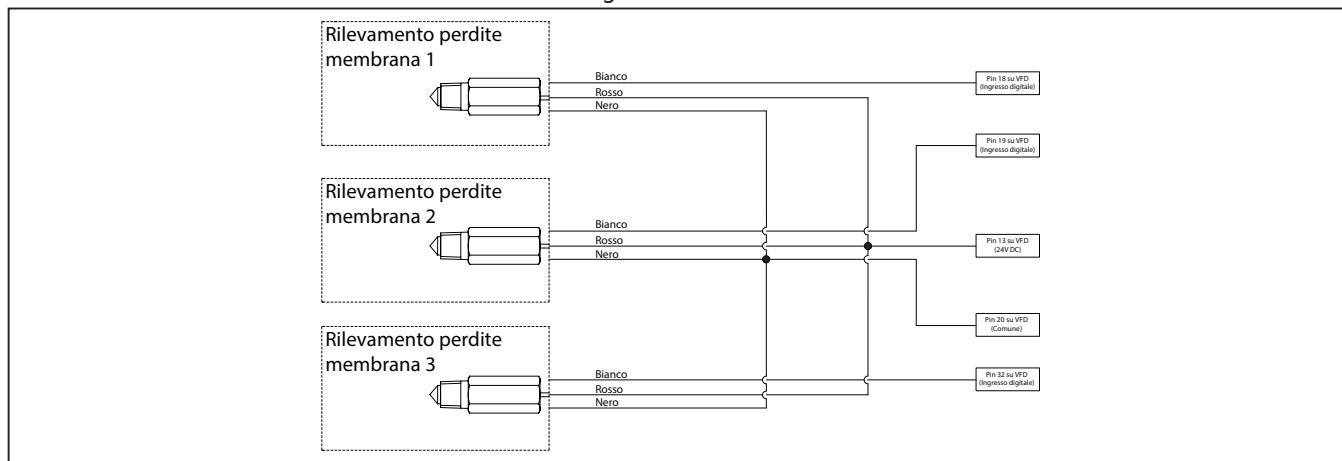 Rilevamento perdite
membrana 1
Bianco
Rosso
Nero
Pin 18 su VFD
(Ingresso digitale)
Pin 19 su VFD
(Ingresso digitale)
Rilevamento perdite
membrana 2
Bianco
Rosso
Nero
Pin 13 su VFD
(24V DC)
Pin 20 su VFD
(Comune)
Rilevamento perdite
membrana 3
Bianco
Rosso
Nero
Pin 32 su VFD
(Ingresso digitale)